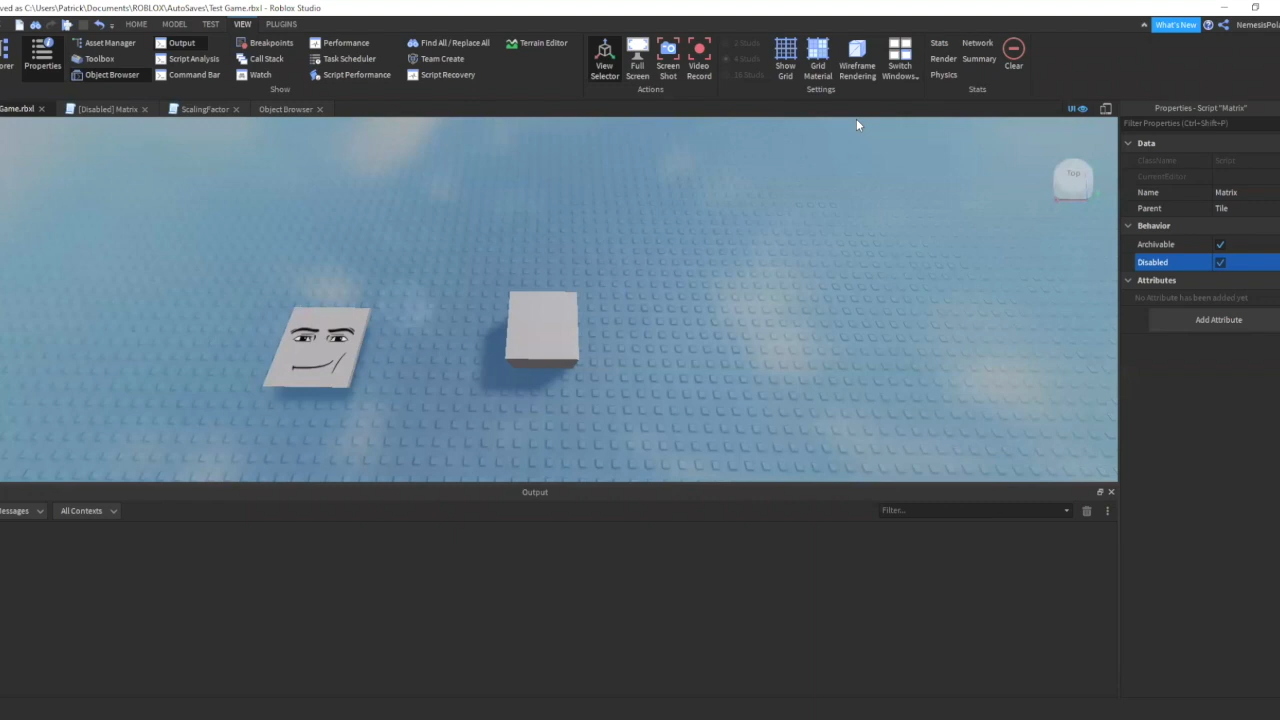 ved as C:\Users\Patrick\Documents\ROBLOX\AutoSaves\Test Game.rbxl - Roblox Studio
HOME MODEL TEST VIEW PLUGINS
What's New
NemesisPola
orer
Properties
Asset Manager
Toolbox
Object Browser
Output
Script Analysis
Command Bar
Breakpoints
Call Stack
Watch
Performance
Task Scheduler
Script Performance
Find All / Replace All
Team Create
Script Recovery
Terrain Editor
Show
View Selector
Full Screen
Screen Shot
Video Record
Actions
2 Studs
4 Studs
16 Studs
Show Grid
Grid Material
Wireframe Rendering
Switch Windows
Settings
Stats
Render
Physics
Network
Summary
Clear
Stats
Game.rbxl
[Disabled] Matrix
ScalingFactor
Object Browser
UI
Top
Properties - Script "Matrix"
Filter Properties (Ctrl+Shift+P)
Data
ClassName Script
CurrentEditor
Name Matrix
Parent Tile
Behavior
Archivable
Disabled
Attributes
No Attribute has been added yet
Add Attribute
Output
essages
All Contexts
Filter...